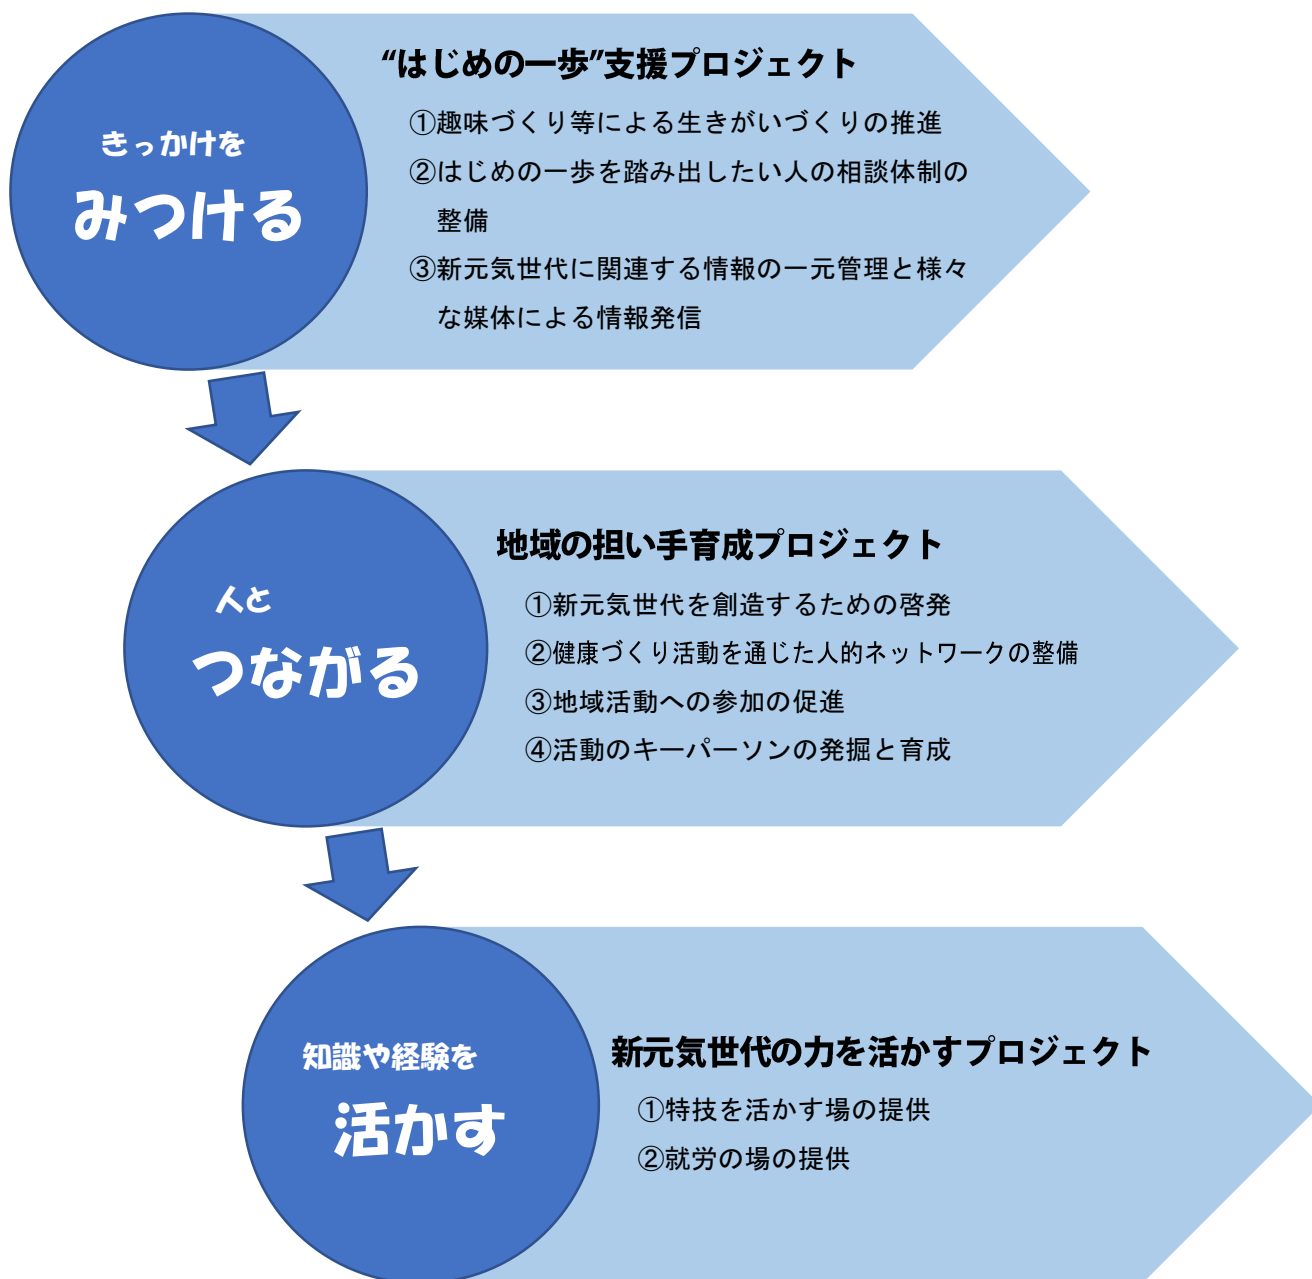 きっかけを
みつける
“はじめの一歩”支援プロジェクト
①趣味づくり等による生きがいづくりの推進
②はじめの一歩を踏み出したい人の相談体制の
整備
③新元気世代に関連する情報の一元管理と様々
な媒体による情報発信
人と
つながる
地域の担い手育成プロジェクト
①新元気世代を創造するための啓発
②健康づくり活動を通じた人的ネットワークの整備
③地域活動への参加の促進
④活動のキーパーソンの発掘と育成
知識や経験を
活かす
新元気世代の力を活かすプロジェクト
①特技を活かす場の提供
②就労の場の提供